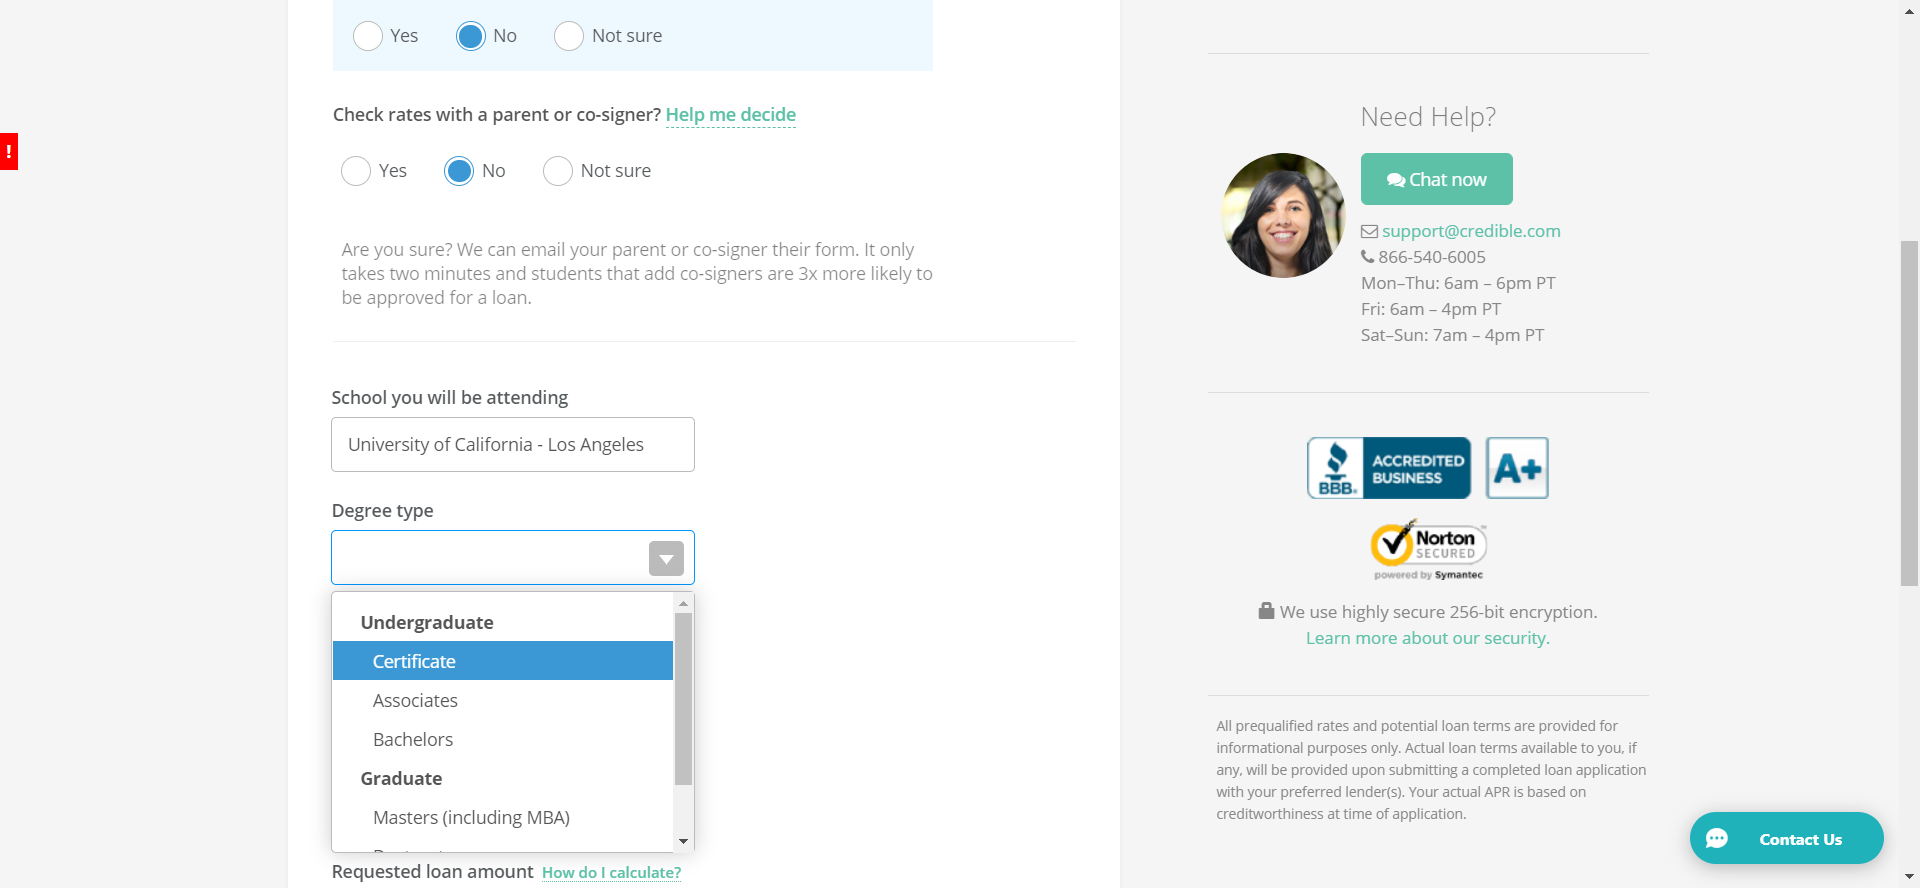 Yes
No
Not sure
Check rates with a parent or co-signer? Help me decide
!
Yes
No
Not sure
Are you sure? We can email your parent or co-signer their form. It only
takes two minutes and students that add co-signers are 3x more likely to
be approved for a loan.
School you will be attending
University of California - Los Angeles
Degree type
Undergraduate
Certificate
Associates
Bachelors
Graduate
Masters (including MBA)
Requested loan amount How do I calculate?
Need Help?
Chat now
support@credible.com
866-540-6005
Mon–Thu: 6am – 6pm PT
Fri: 6am – 4pm PT
Sat–Sun: 7am – 4pm PT
BBB.
ACCREDITED
BUSINESS
A+
Norton
SECURED
powered by Symantec
We use highly secure 256-bit encryption.
Learn more about our security.
All prequalified rates and potential loan terms are provided for
informational purposes only. Actual loan terms available to you, if
any, will be provided upon submitting a completed loan application
with your preferred lender(s). Your actual APR is based on
creditworthiness at time of application.
Contact Us